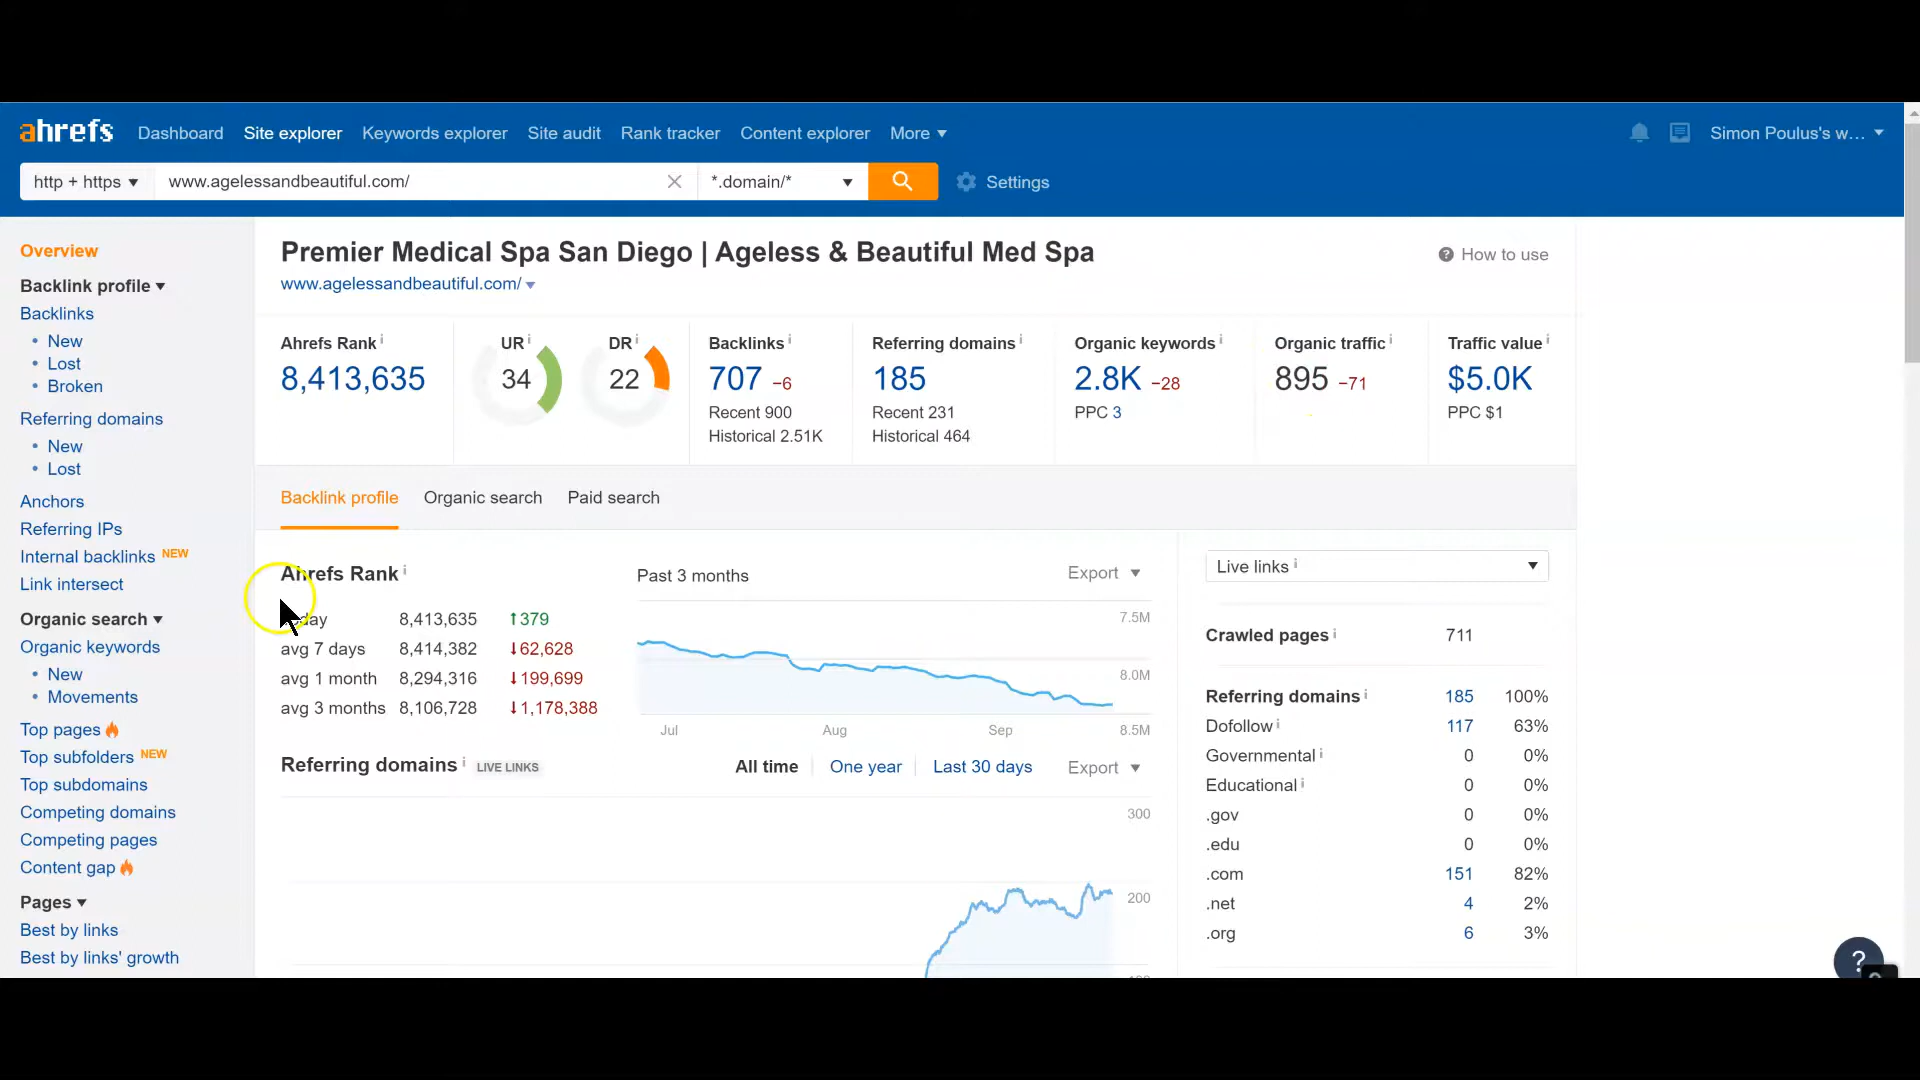 ahrefs Dashboard Site explorer Keywords explorer Site audit Rank tracker Content explorer More Simon Poulus's w...
http + https www.agelessandbeautiful.com/ *.domain/* Settings
Overview
Backlink profile
Backlinks
• New
• Lost
• Broken
Referring domains
• New
• Lost
Anchors
Referring IPs
Internal backlinks NEW
Link intersect
Organic search
Organic keywords
• New
• Movements
Top pages
Top subfolders NEW
Top subdomains
Competing domains
Competing pages
Content gap
Pages
Best by links
Best by links' growth
Premier Medical Spa San Diego | Ageless & Beautiful Med Spa
How to use
www.agelessandbeautiful.com/
Ahrefs Rank
8,413,635
UR
34
DR
22
Backlinks
707 −6
Recent 900
Historical 2.51K
Referring domains
185
Recent 231
Historical 464
Organic keywords
2.8K −28
PPC 3
Organic traffic
895 −71
Traffic value
$5.0K
PPC $1
Backlink profile Organic search Paid search
Ahrefs Rank
8,413,635 ↑379
avg 7 days 8,414,382 ↓62,628
avg 1 month 8,294,316 ↓199,699
avg 3 months 8,106,728 ↓1,178,388
Past 3 months Export
7.5M
8.0M
8.5M
Jul Aug Sep
Referring domains LIVE LINKS All time One year Last 30 days Export
300
200
Live links
Crawled pages 711
Referring domains 185 100%
Dofollow 117 63%
Governmental 0 0%
Educational 0 0%
.gov 0 0%
.edu 0 0%
.com 151 82%
.net 4 2%
.org 6 3%
?